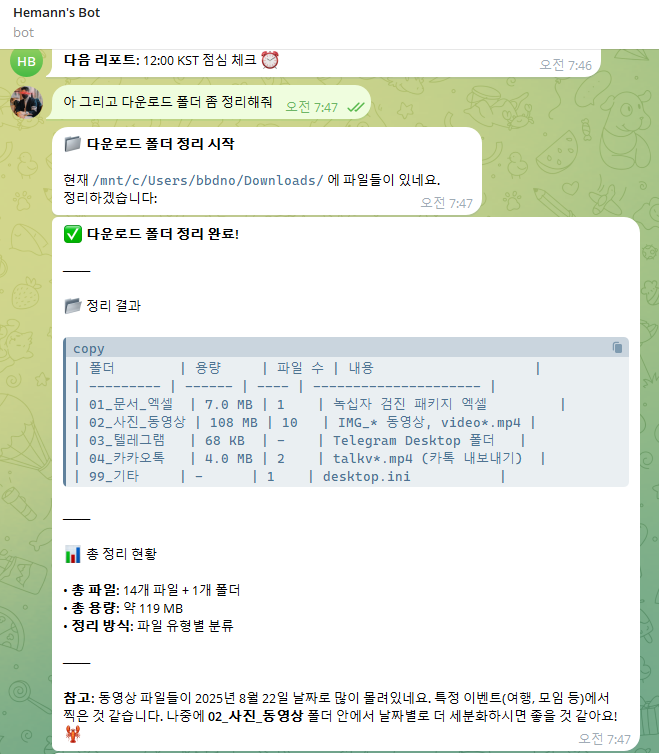 Hemann's Bot
bot
HB
다음 리포트: 12:00 KST 점심 체크 ⏰
오전 7:46
아 그리고 다운로드 폴더 좀 정리해줘
오전 7:47
📁 다운로드 폴더 정리 시작
현재 /mnt/c/Users/bbdno/Downloads/ 에 파일들이 있네요.
정리하겠습니다:
오전 7:47
✅ 다운로드 폴더 정리 완료!
——
📁 정리 결과
copy
| 폴더 | 용량 | 파일 수 | 내용 |
| --------- | ------ | ---- | --------------------- |
| 01_문서_엑셀 | 7.0 MB | 1 | 녹십자 검진 패키지 엑셀 |
| 02_사진_동영상 | 108 MB | 10 | IMG_* 동영상, video*.mp4 |
| 03_텔레그램 | 68 KB | - | Telegram Desktop 폴더 |
| 04_카카오톡 | 4.0 MB | 2 | talkv*.mp4 (카톡 내보내기) |
| 99_기타 | - | 1 | desktop.ini |
——
📊 총 정리 현황
• 총 파일: 14개 파일 + 1개 폴더
• 총 용량: 약 119 MB
• 정리 방식: 파일 유형별 분류
——
참고: 동영상 파일들이 2025년 8월 22일 날짜로 많이 몰려있네요. 특정 이벤트(여행, 모임 등)에서
찍은 것 같습니다. 나중에 02_사진_동영상 폴더 안에서 날짜별로 더 세분화하시면 좋을 것 같아요!
🦞
오전 7:47